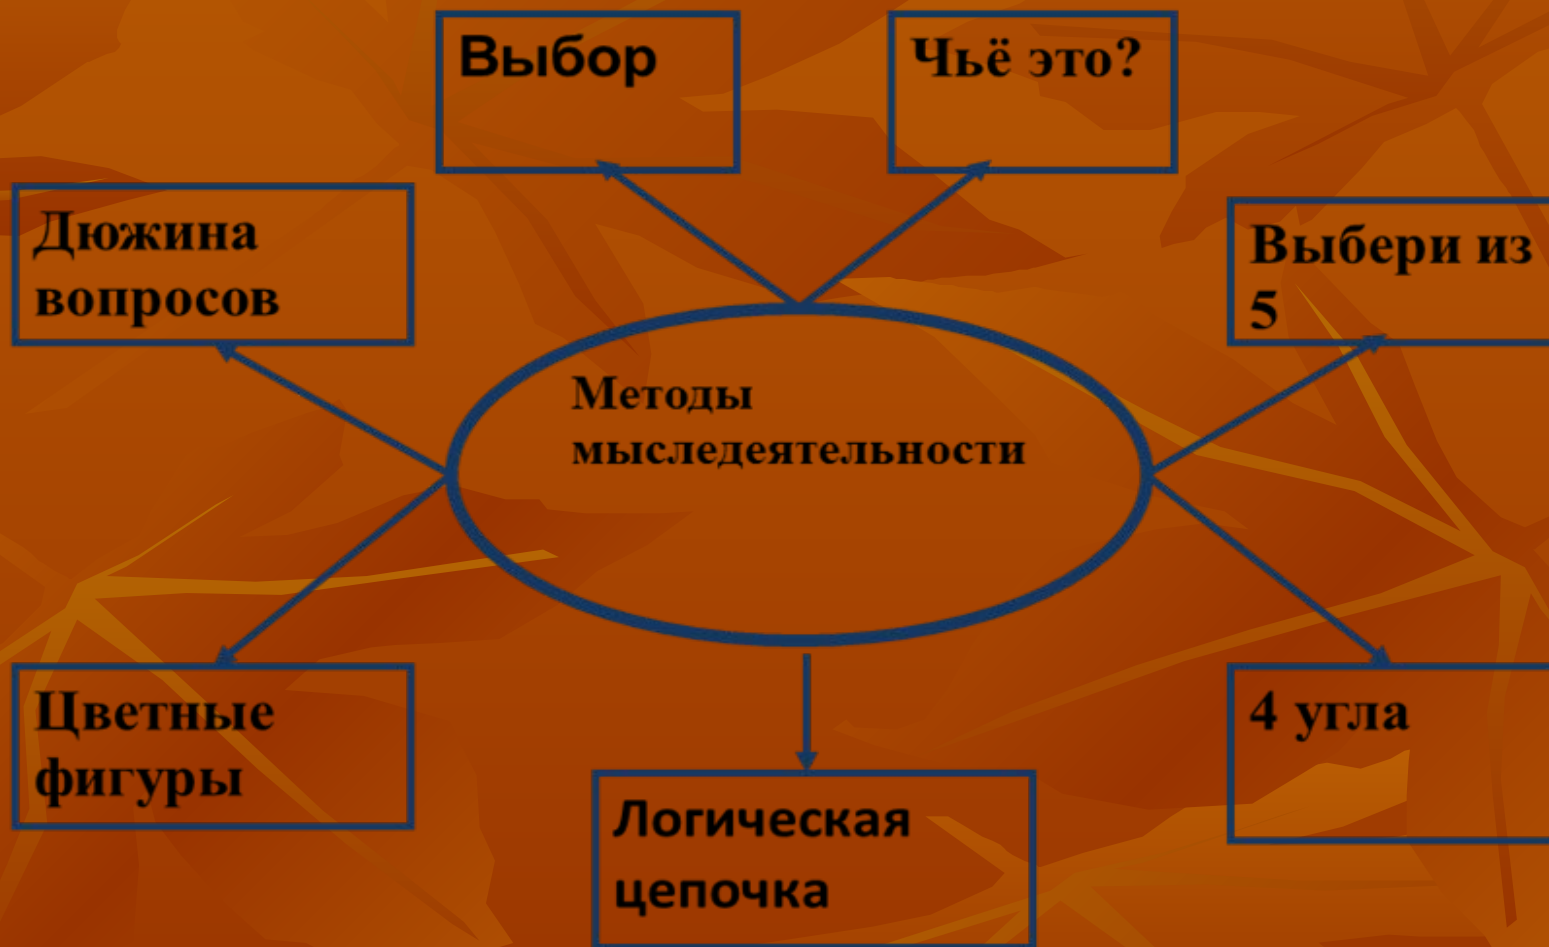 Выбор
Чьё это?
Дюжина
вопросов
Выбери из
5
Методы
мыследеятельности
Цветные
фигуры
4 угла
Логическая
цепочка